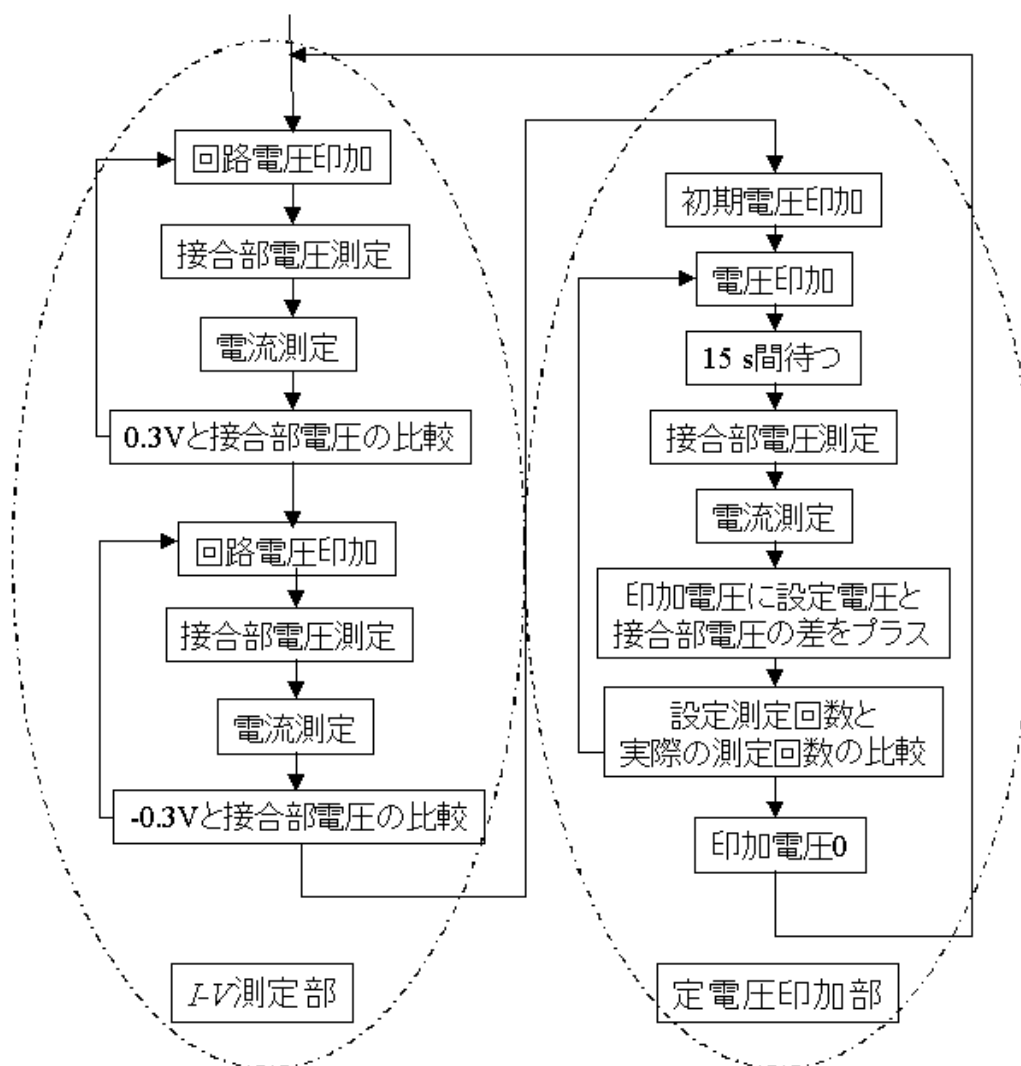 回路電圧印加
接合部電圧測定
電流測定
0.3Vと接合部電圧の比較
回路電圧印加
接合部電圧測定
電流測定
-0.3Vと接合部電圧の比較
I-V測定部
初期電圧印加
電圧印加
15 s間待つ
接合部電圧測定
電流測定
印加電圧に設定電圧と
接合部電圧の差をプラス
設定測定回数と
実際の測定回数の比較
印加電圧0
定電圧印加部